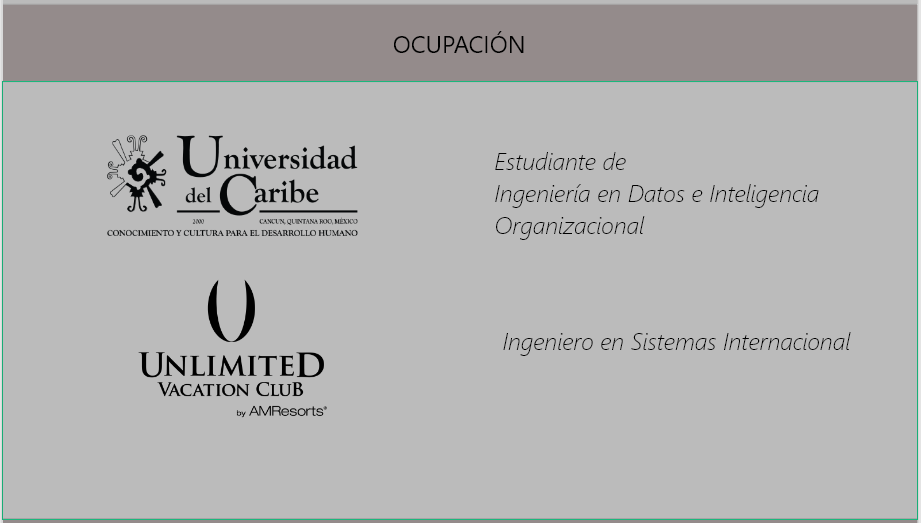 OCUPACIÓN
Universidad
del Caribe
2000 CANCUN, QUINTANA ROO, MÉXICO
CONOCIMIENTO Y CULTURA PARA EL DESARROLLO HUMANO
Estudiante de
Ingeniería en Datos e Inteligencia
Organizacional
UNLIMITED
VACATION CLUB
by AMResorts®
Ingeniero en Sistemas Internacional